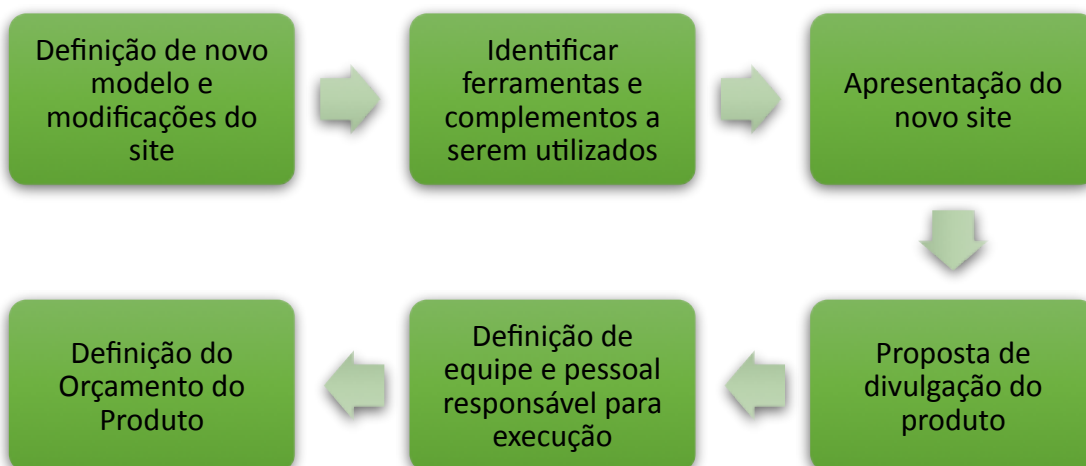 Definição de novo
modelo e
modificações do
site
Identificar
ferramentas e
complementos a
serem utilizados
Apresentação do
novo site
Proposta de
divulgação do
produto
Definição de
equipe e pessoal
responsável para
execução
Definição do
Orçamento do
Produto